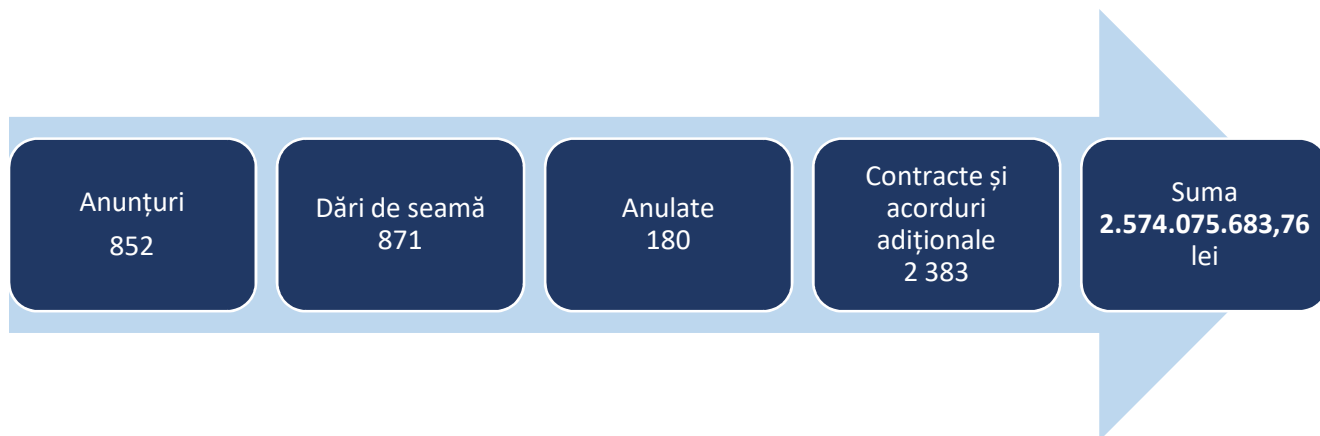 Anunțuri
852
Dări de seamă
871
Anulate
180
Contracte și
acorduri
adiționale
2 383
Suma
2.574.075.683,76
lei